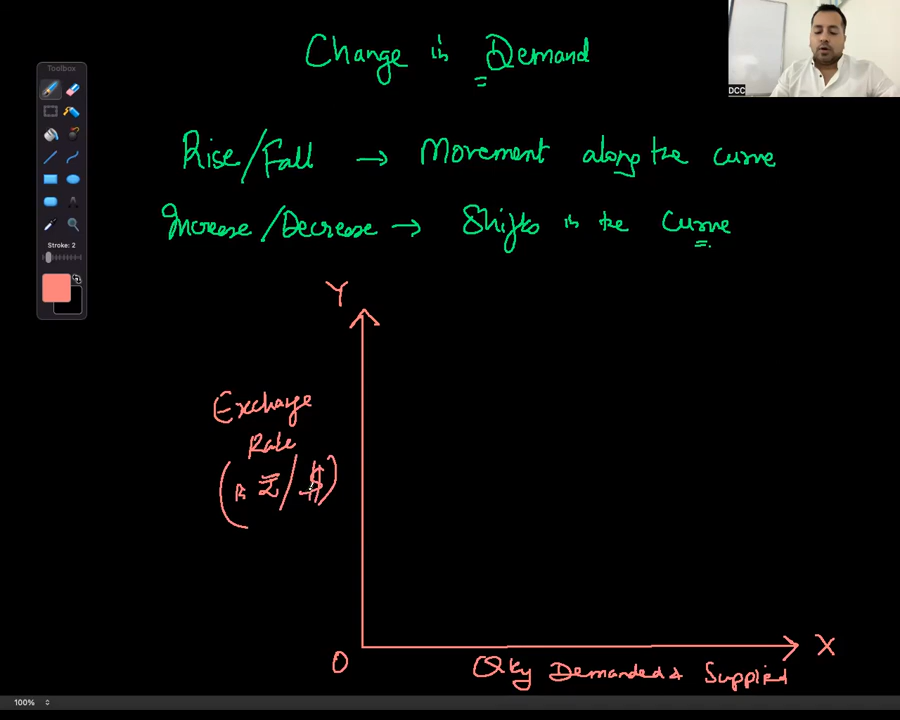 Change in Demand
DCC
Toolbox
Rise/Fall → Movement along the curve
Increase/Decrease → Shifts in the curve
Stroke: 2
Y
Exchange
Rate
₹/$)
O
X
Qty Demanded & Supplied
100%